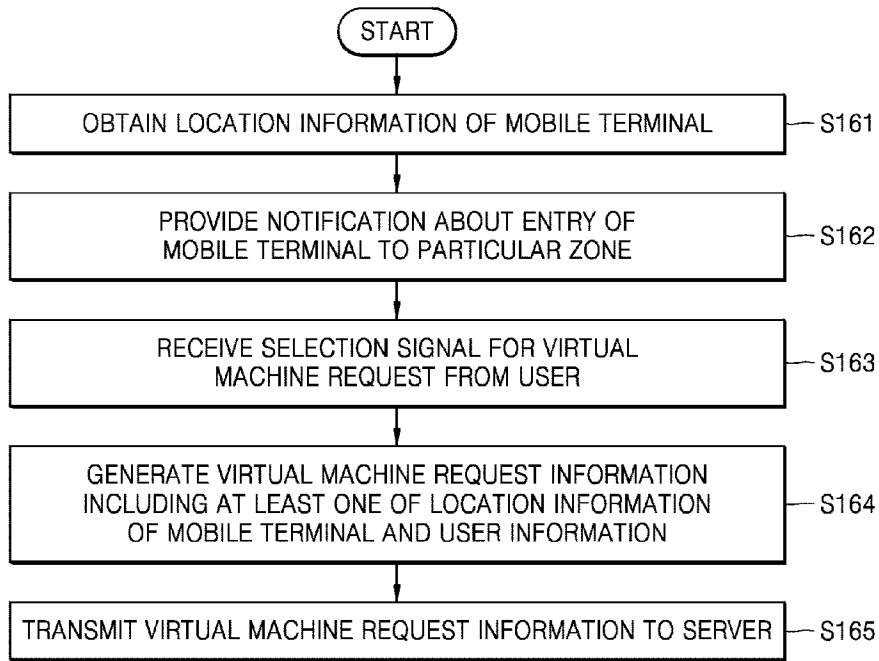 START
OBTAIN LOCATION INFORMATION OF MOBILE TERMINAL
S161
PROVIDE NOTIFICATION ABOUT ENTRY OF
MOBILE TERMINAL TO PARTICULAR ZONE
S162
RECEIVE SELECTION SIGNAL FOR VIRTUAL
MACHINE REQUEST FROM USER
S163
GENERATE VIRTUAL MACHINE REQUEST INFORMATION
INCLUDING AT LEAST ONE OF LOCATION INFORMATION
OF MOBILE TERMINAL AND USER INFORMATION
S164
TRANSMIT VIRTUAL MACHINE REQUEST INFORMATION TO SERVER
S165